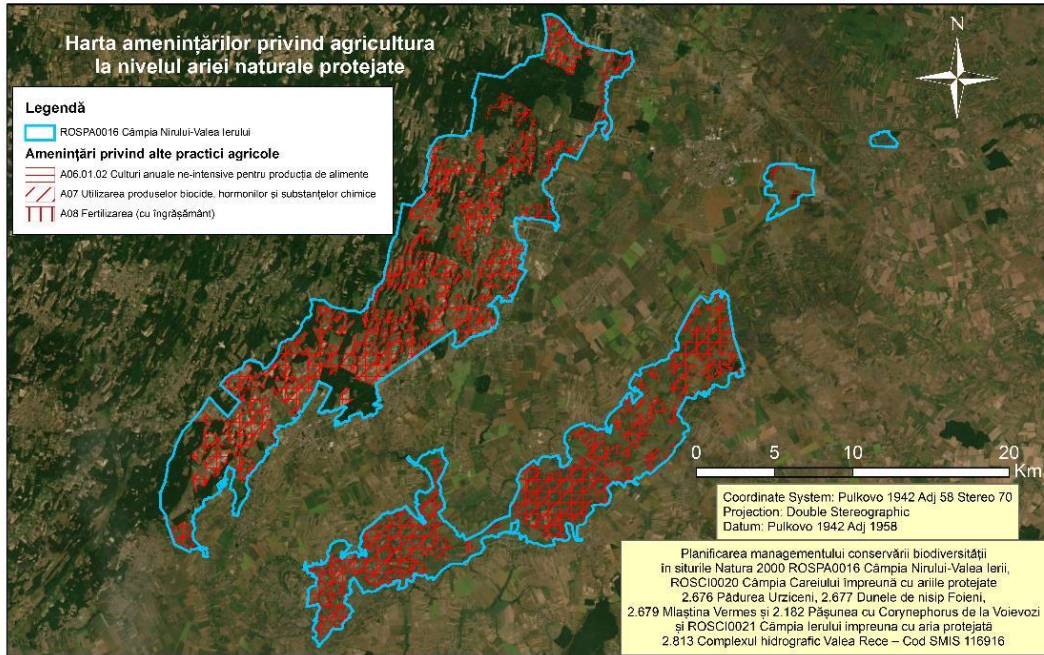 Harta amenințărilor privind agricultura
la nivelul ariei naturale protejate
N
Legendă
ROSPA0016 Câmpia Nirului-Valea Ierului
Amenințări privind alte practici agricole
A06.01.02 Culturi anuale ne-intensive pentru producția de alimente
A07 Utilizarea produselor biocide, hormonilor și substanțelor chimice
A08 Fertilizarea (cu îngrășământ)
0 5 10 20
Km
Coordinate System: Pulkovo 1942 Adj 58 Stereo 70
Projection: Double Stereographic
Datum: Pulkovo 1942 Adj 1958
Planificarea managementului conservării biodiversității
în siturile Natura 2000 ROSPA0016 Câmpia Nirului-Valea Ierii,
ROSCI0020 Câmpia Careiului împreună cu ariile protejate
2.676 Pădurea Urziceni, 2.677 Dunele de nisip Foieni,
2.679 Mlaștina Vermes și 2.182 Pășunea cu Corynephorus de la Voievozi
și ROSCI0021 Câmpia Ierului împreuna cu aria protejată
2.813 Complexul hidrografic Valea Rece – Cod SMIS 116916